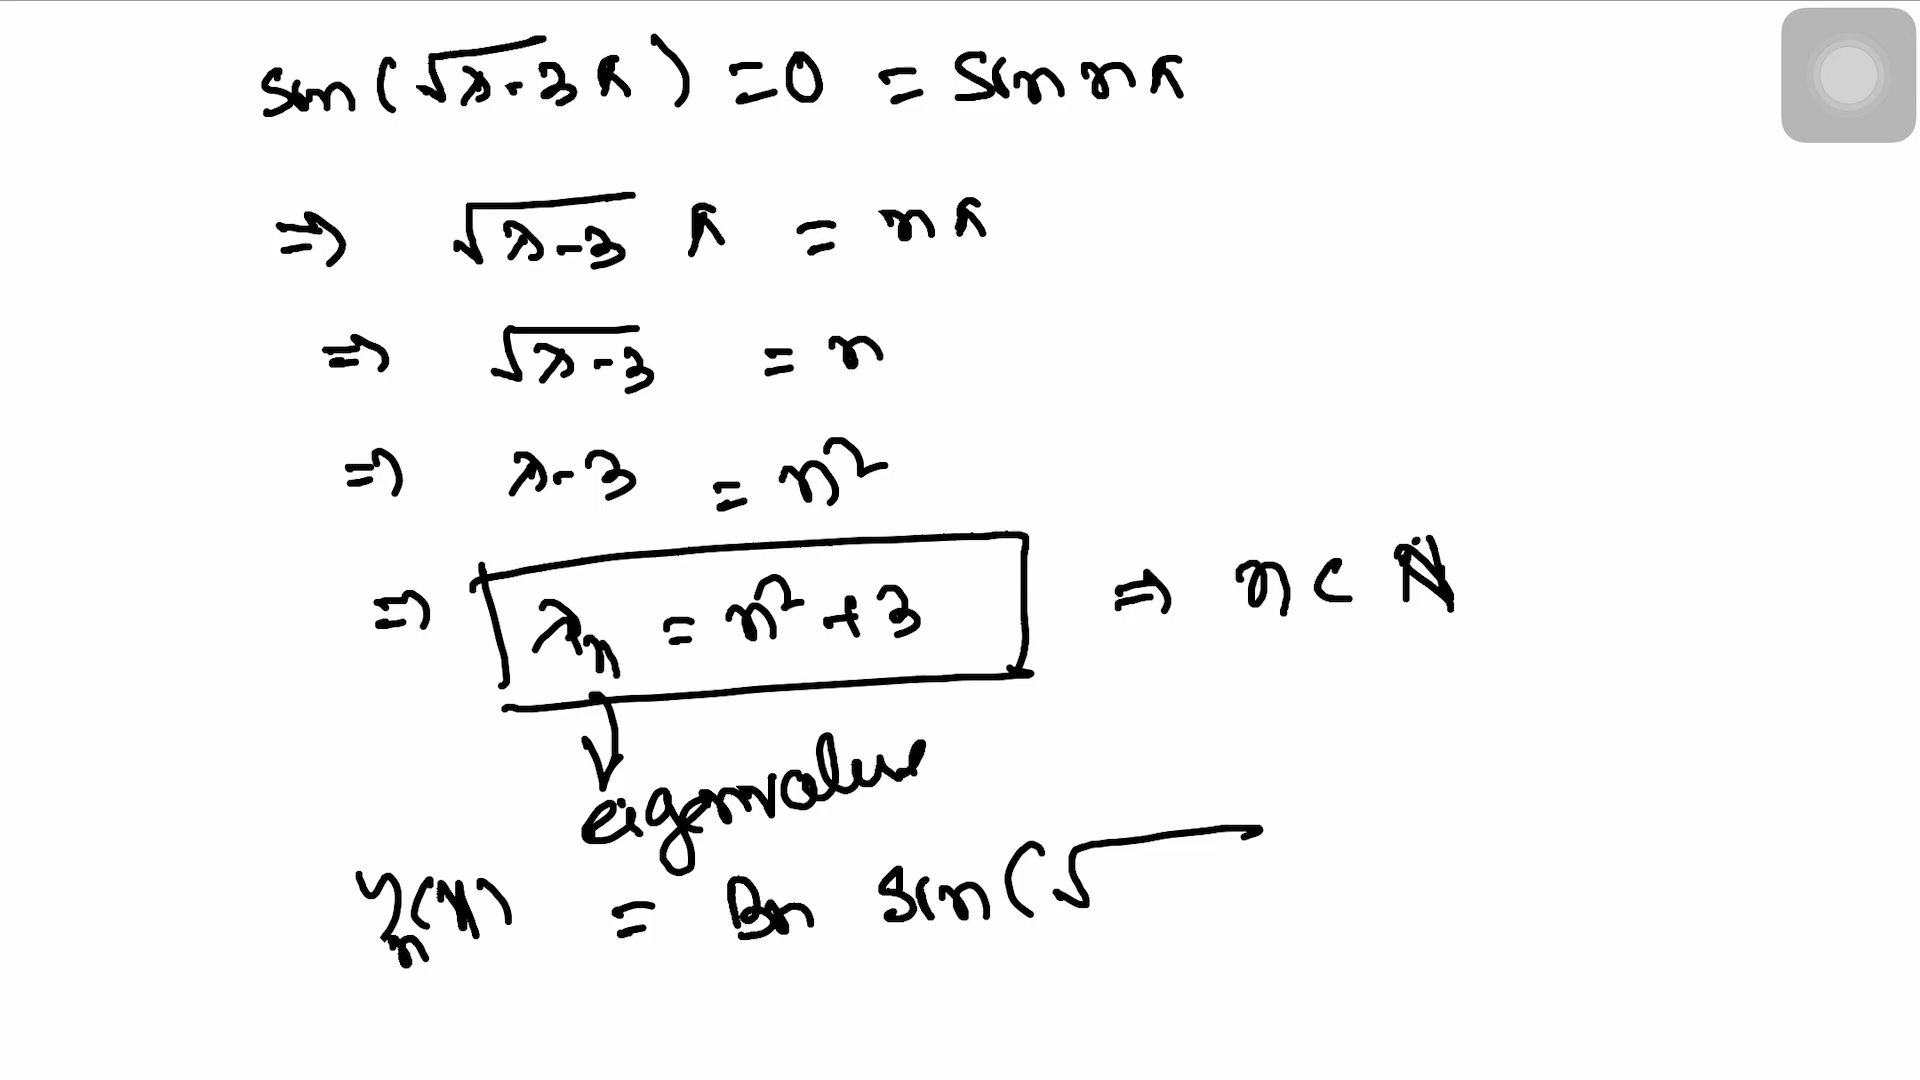 sin(√λ-3 π) = 0 = sin nπ
⇒ √λ-3 π = nπ
⇒ √λ-3 = n
⇒ λ-3 = n²
⇒ λn = n²+3 ⇒ n ⊂ ℕ
eigenvalue
yn(x) = Bn sin(√